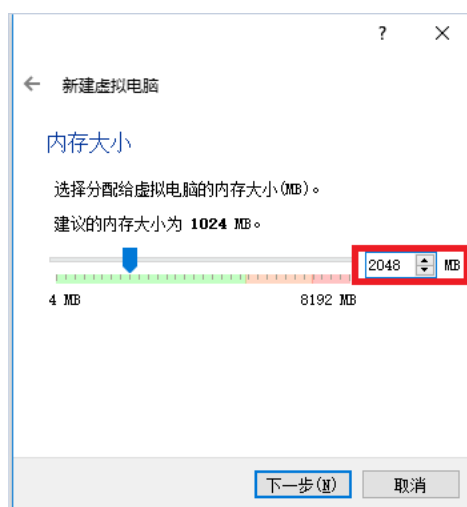 ?
新建虚拟电脑
内存大小
选择分配给虚拟电脑的内存大小(MB)。
建议的内存大小为 1024 MB。
2048 MB
4 MB 8192 MB
下一步(N) 取消